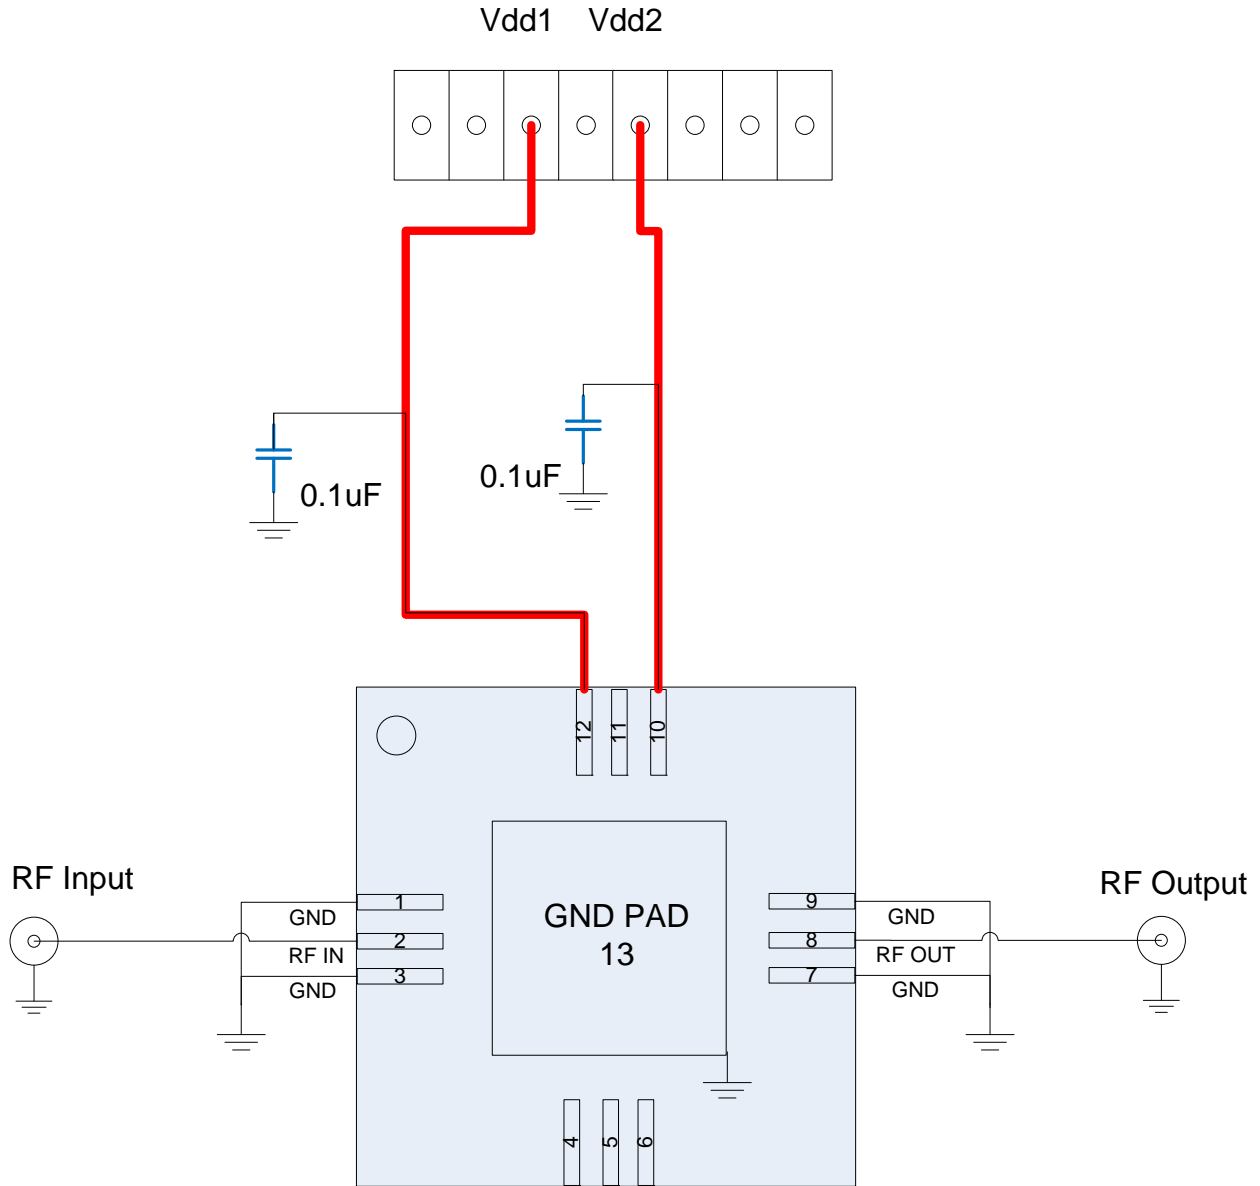 Vdd1 Vdd2
0.1uF
0.1uF
12 11 10
RF Input
RF Output
1
GND
2
RF IN
3
GND
GND PAD
13
9
GND
8
RF OUT
7
GND
4 5 6